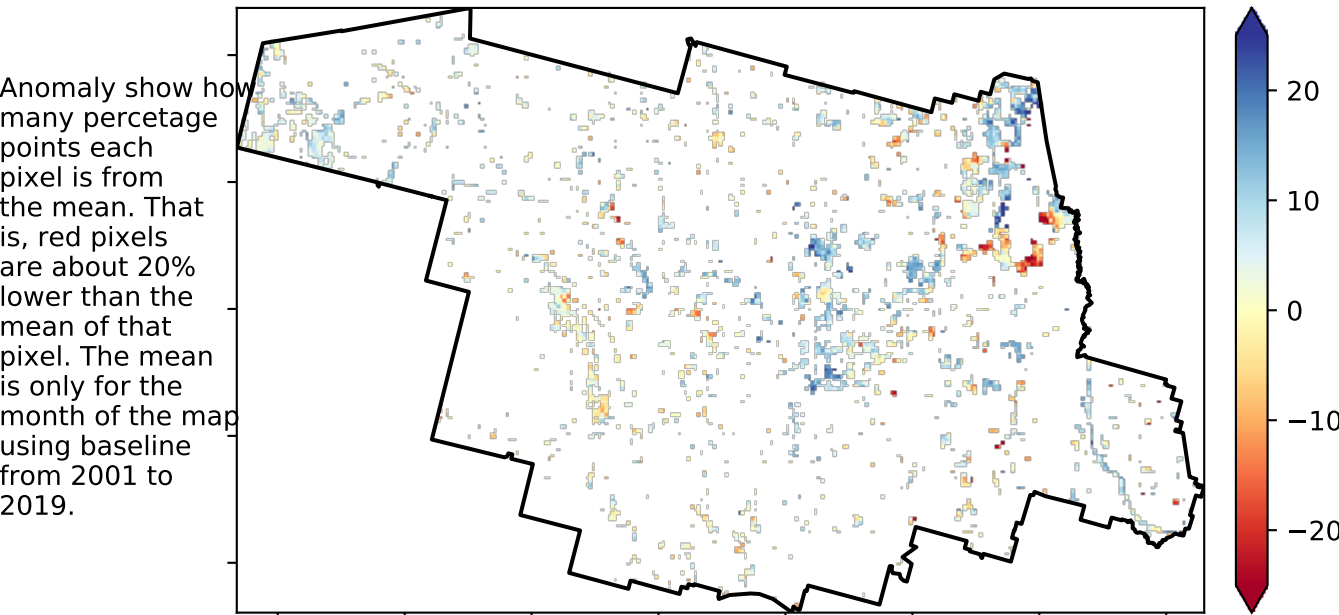 Anomaly show how
many percetage
points each
pixel is from
the mean. That
is, red pixels
are about 20%
lower than the
mean of that
pixel. The mean
is only for the
month of the map
using baseline
from 2001 to
2019.
20
10
0
−10
−20